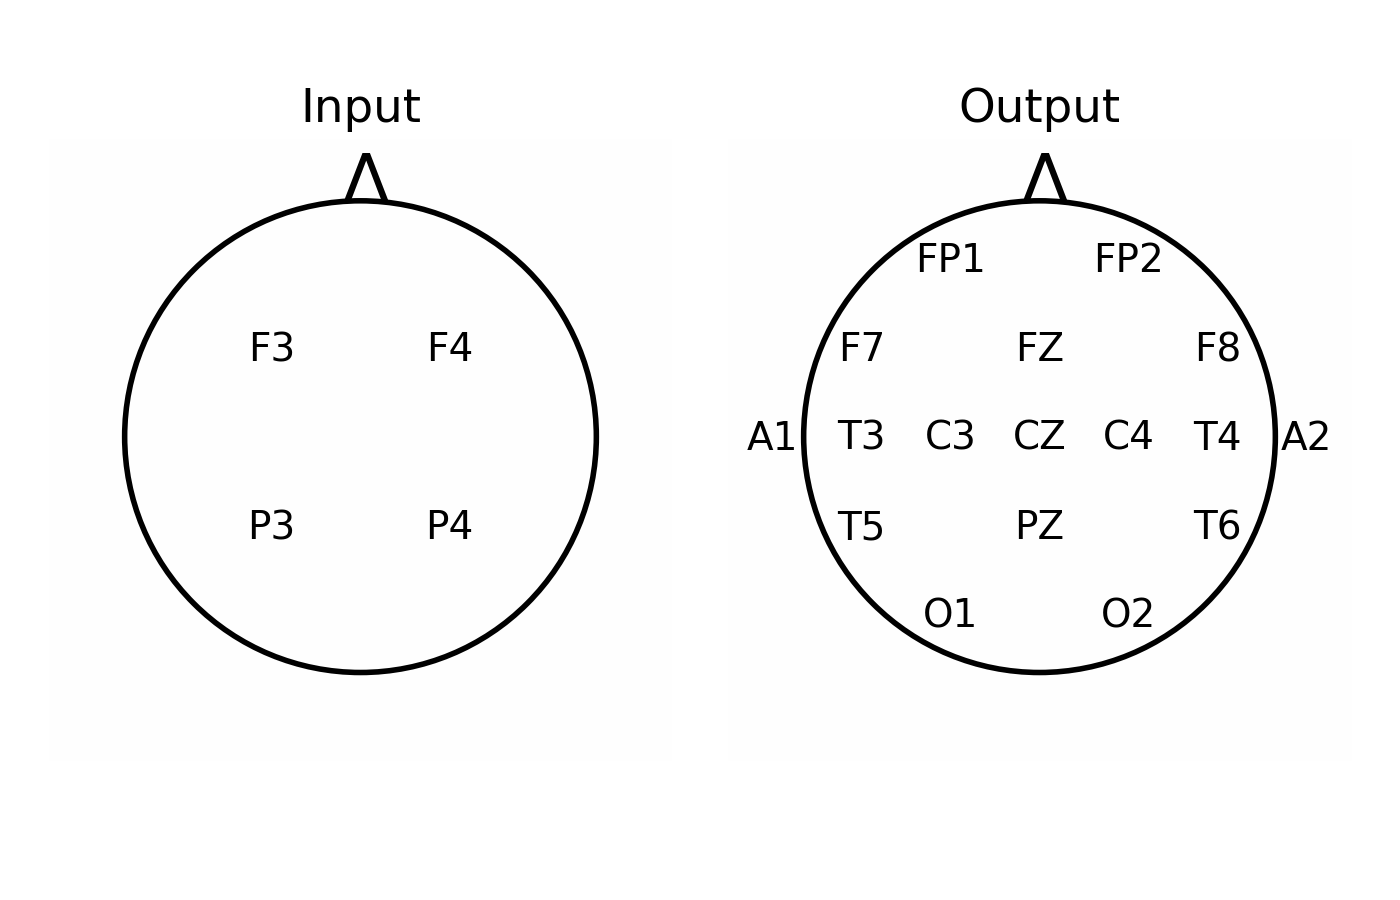 Input
F3 F4
P3 P4
Output
FP1 FP2
F7 FZ F8
A1 T3 C3 CZ C4 T4 A2
T5 PZ T6
O1 O2